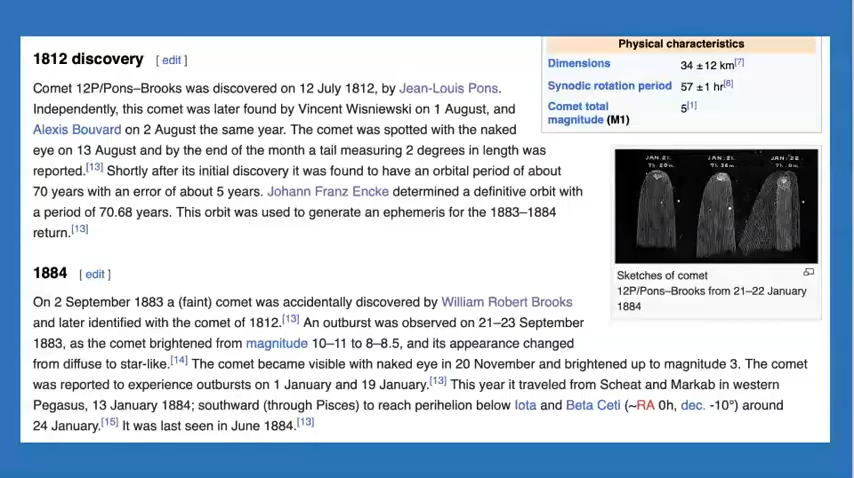 1812 discovery [ edit ]
Comet 12P/Pons–Brooks was discovered on 12 July 1812, by Jean-Louis Pons.
Independently, this comet was later found by Vincent Wisniewski on 1 August, and
Alexis Bouvard on 2 August the same year. The comet was spotted with the naked
eye on 13 August and by the end of the month a tail measuring 2 degrees in length was
reported.[13] Shortly after its initial discovery it was found to have an orbital period of about
70 years with an error of about 5 years. Johann Franz Encke determined a definitive orbit with
a period of 70.68 years. This orbit was used to generate an ephemeris for the 1883–1884
return.[13]
1884 [ edit ]
On 2 September 1883 a (faint) comet was accidentally discovered by William Robert Brooks
and later identified with the comet of 1812.[13] An outburst was observed on 21–23 September
1883, as the comet brightened from magnitude 10–11 to 8–8.5, and its appearance changed
from diffuse to star-like.[14] The comet became visible with naked eye in 20 November and brightened up to magnitude 3. The comet
was reported to experience outbursts on 1 January and 19 January.[13] This year it traveled from Scheat and Markab in western
Pegasus, 13 January 1884; southward (through Pisces) to reach perihelion below Iota and Beta Ceti (~RA 0h, dec. -10°) around
24 January.[15] It was last seen in June 1884.[13]
Physical characteristics
Dimensions 34 ±12 km[7]
Synodic rotation period 57 ±1 hr[8]
Comet total 5[1]
magnitude (M1)
JAN. 21. JAN. 21. JAN. 22.
Sketches of comet
12P/Pons–Brooks from 21–22 January
1884